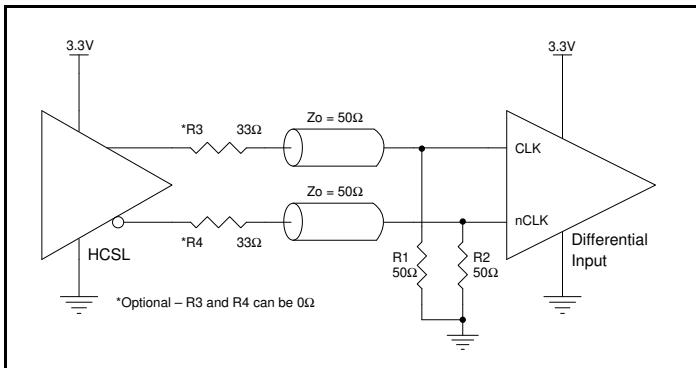 3.3V
3.3V
*R3 33Ω
Zo = 50Ω
CLK
Zo = 50Ω
nCLK
*R4 33Ω
HCSL
R1
50Ω
R2
50Ω
Differential
Input
*Optional – R3 and R4 can be 0Ω